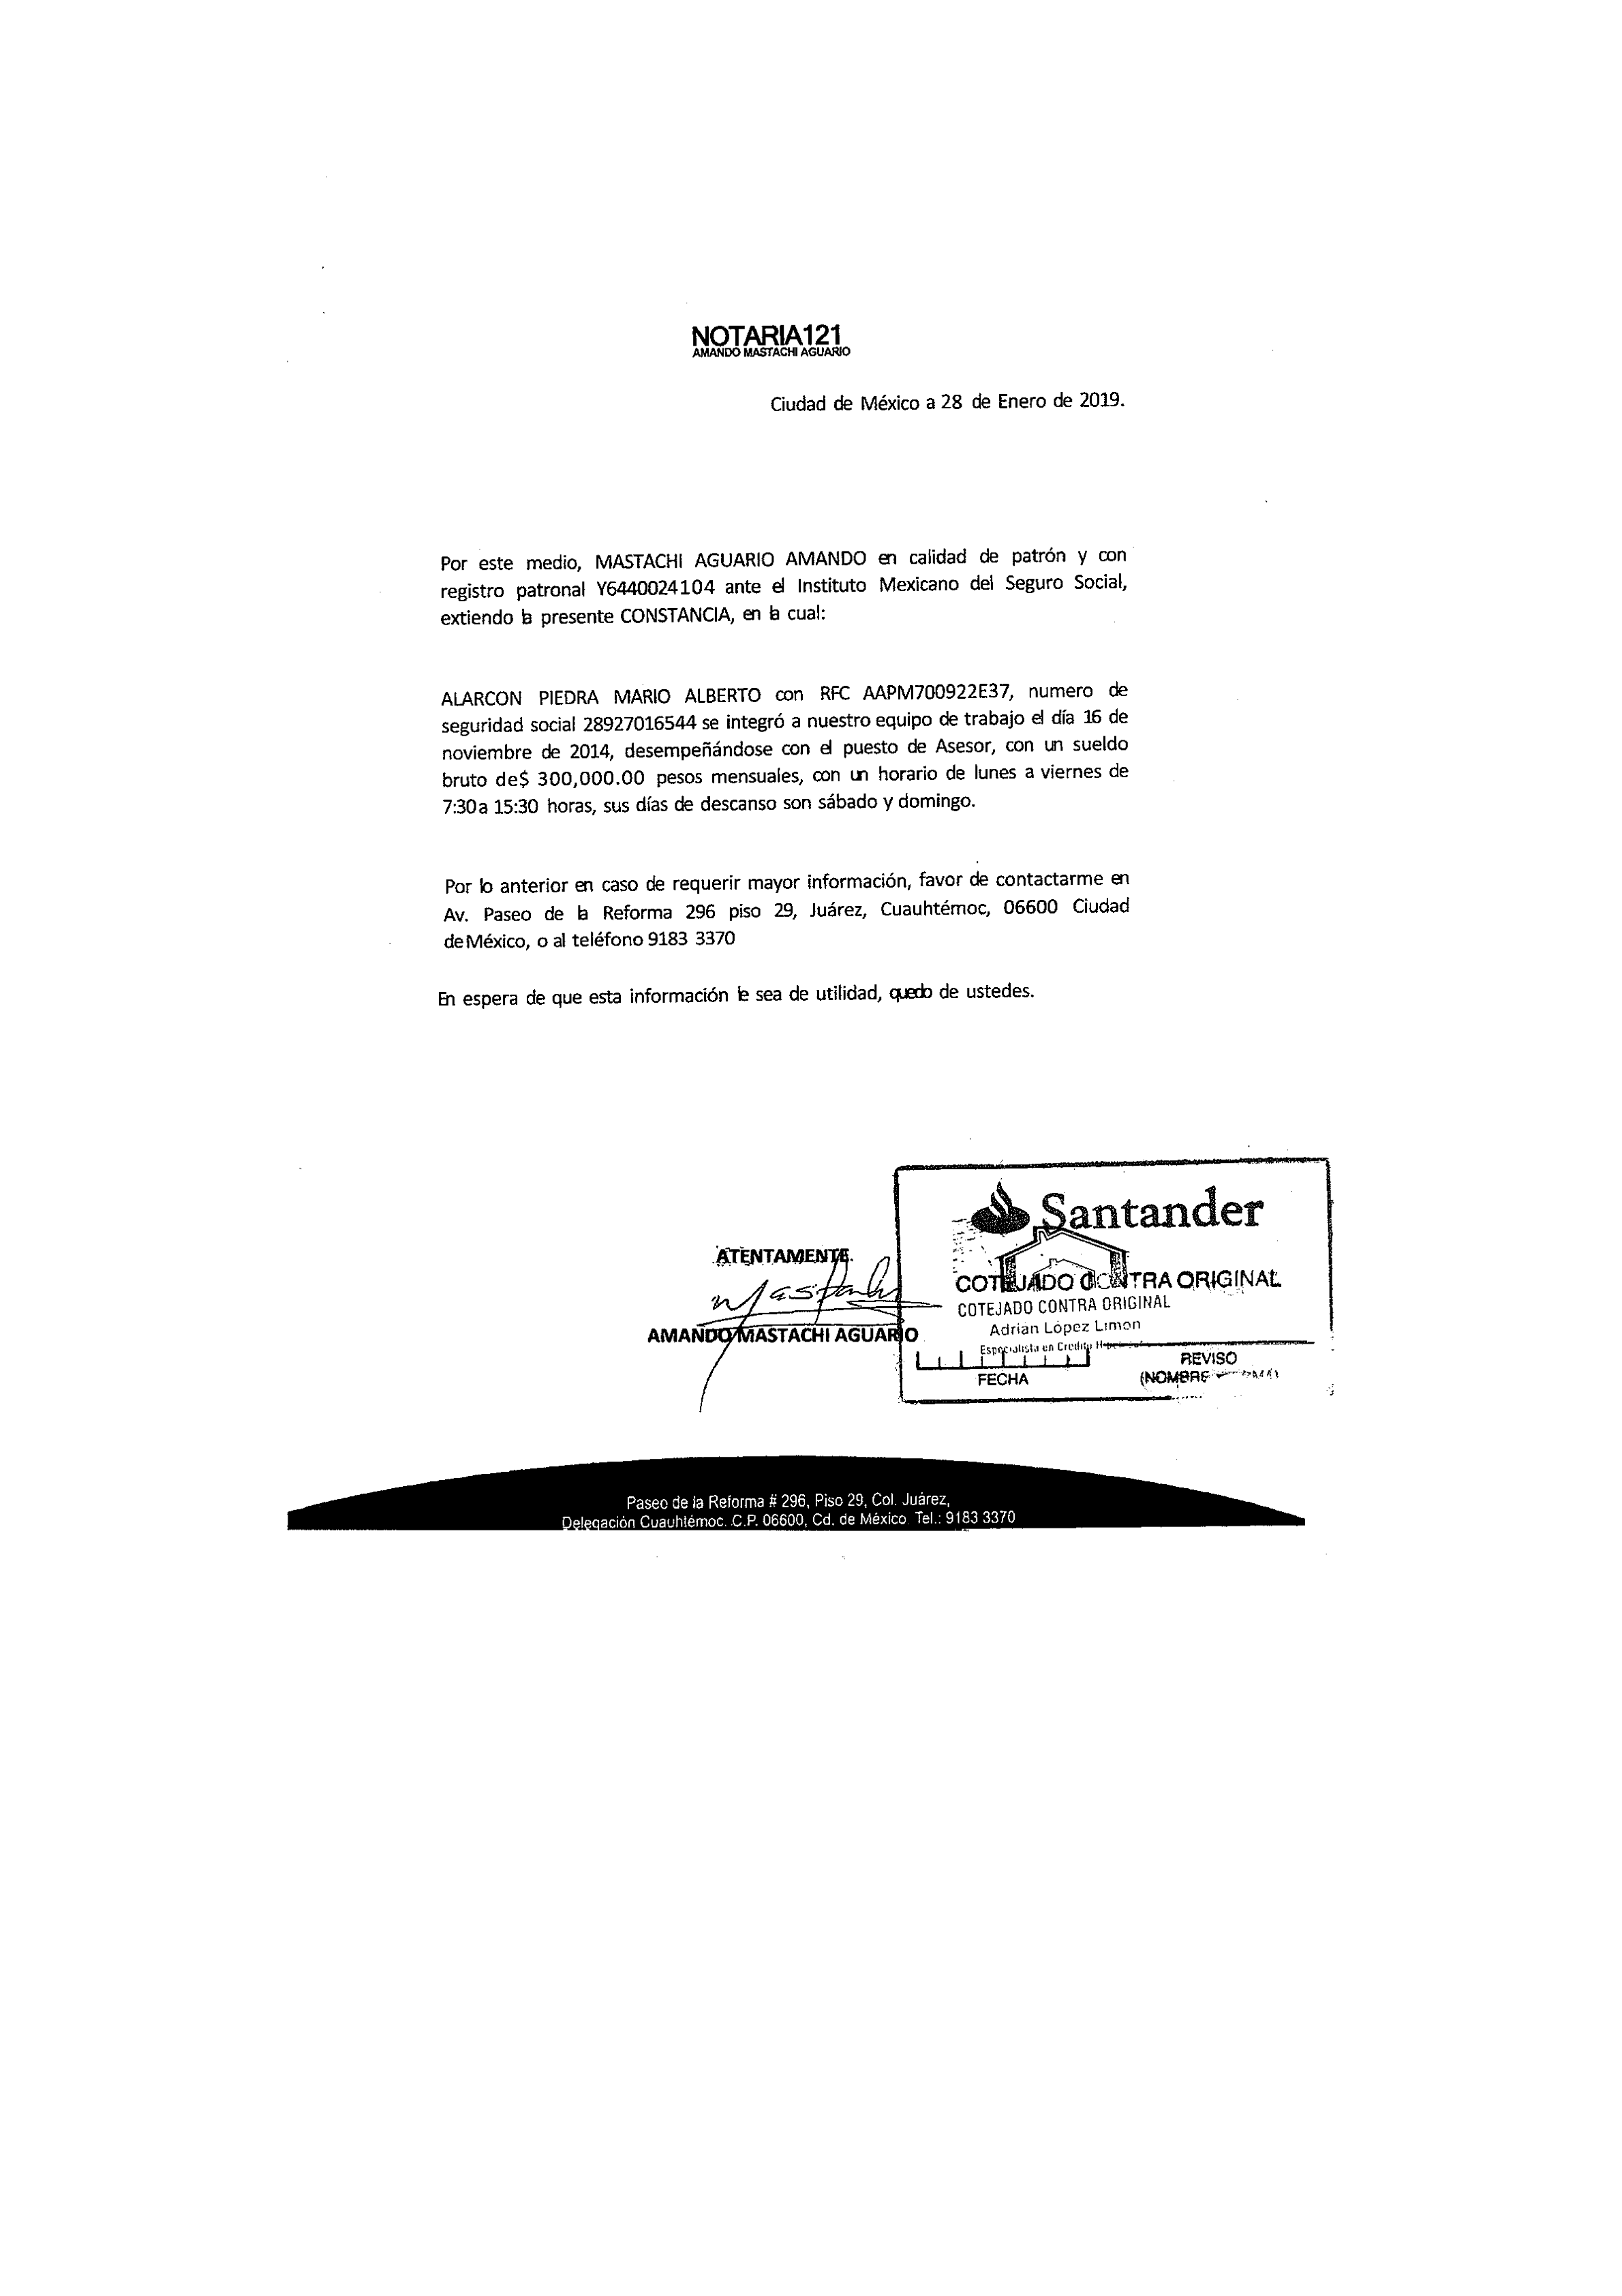 NOTARIA121
AMANDO MASTACHI AGUARIO
Ciudad de México a 28 de Enero de 2019.
Por este medio, MASTACHI AGUARIO AMANDO en calidad de patrón y con
registro patronal Y6440024104 ante el Instituto Mexicano del Seguro Social,
extiendo la presente CONSTANCIA, en la cual:
ALARCON PIEDRA MARIO ALBERTO con RFC AAPM700922E37, numero de
seguridad social 28927016544 se integró a nuestro equipo de trabajo el día 16 de
noviembre de 2014, desempeñándose con el puesto de Asesor, con un sueldo
bruto de$ 300,000.00 pesos mensuales, con un horario de lunes a viernes de
7:30a 15:30 horas, sus días de descanso son sábado y domingo.
Por lo anterior en caso de requerir mayor información, favor de contactarme en
Av. Paseo de la Reforma 296 piso 29, Juárez, Cuauhtémoc, 06600 Ciudad
de México, o al teléfono 9183 3370
En espera de que esta información le sea de utilidad, quedo de ustedes.
ATENTAMENTE.
Mastachi
AMANDO MASTACHI AGUARIO
Santander
COTEJADO CONTRA ORIGINAL
COTEJADO CONTRA ORIGINAL
Adrián López Limon
Especialista en Credito
FECHA
REVISO
(NOMBRE
Paseo de la Reforma # 296, Piso 29, Col. Juárez,
Delegación Cuauhtémoc. C.P. 06600, Cd. de México. Tel.: 9183 3370